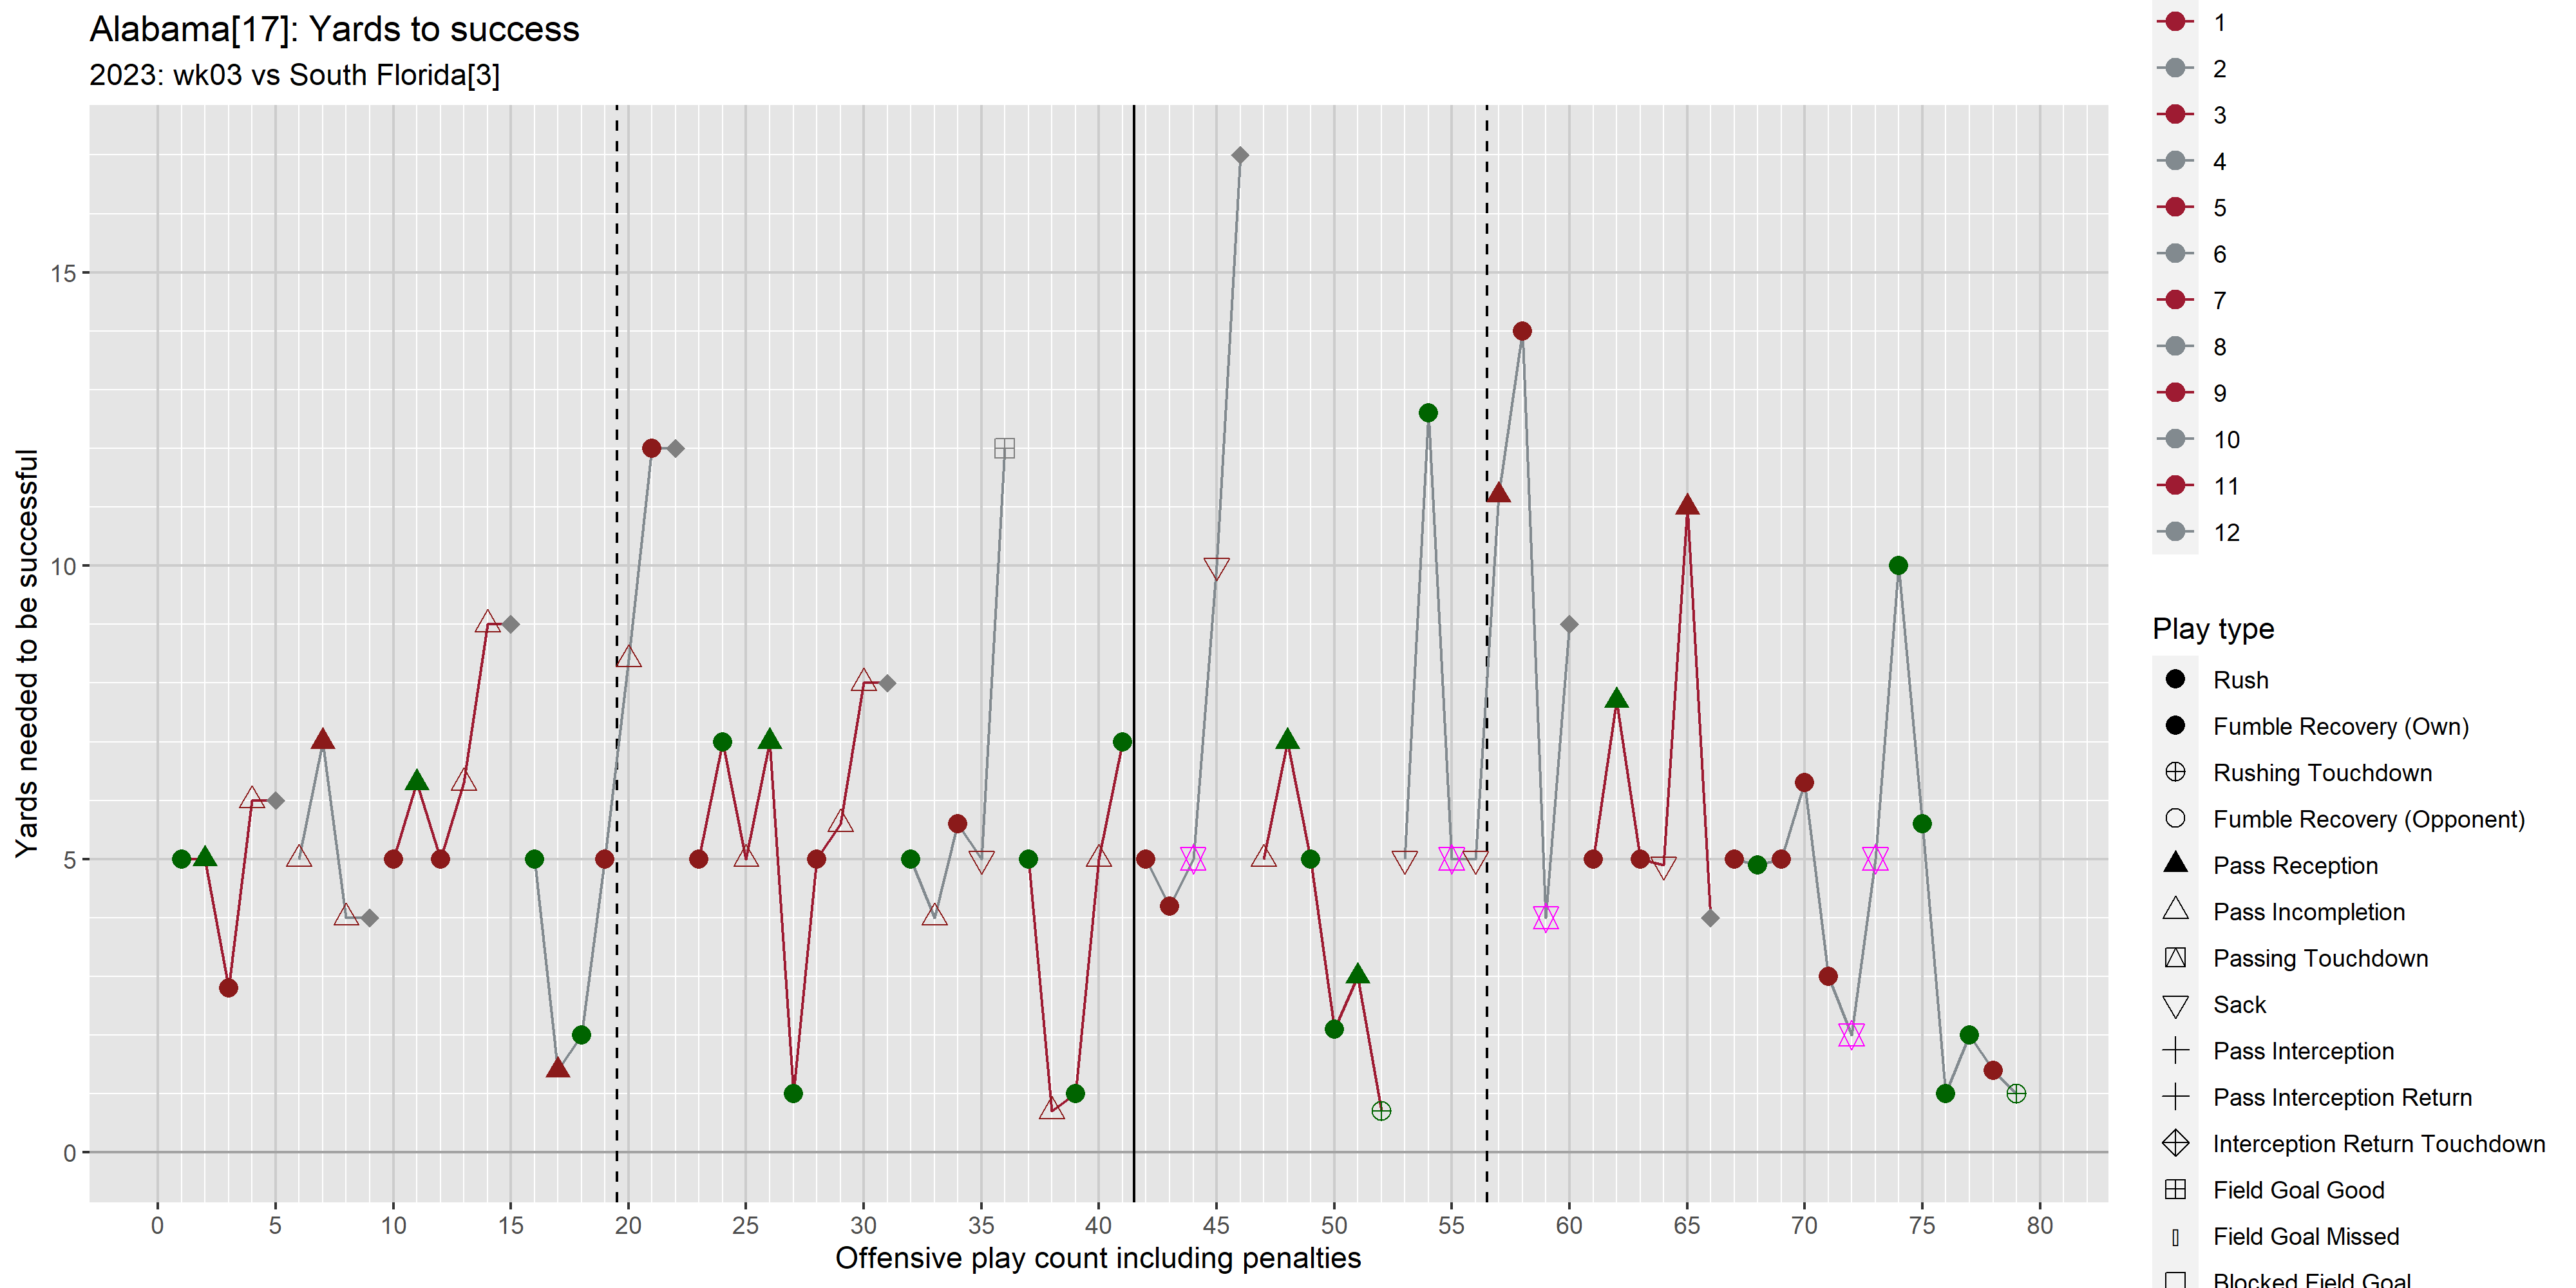 Alabama[17]: Yards to success
2023: wk03 vs South Florida[3]
Yards needed to be successful
15
10
5
0
0 5 10 15 20 25 30 35 40 45 50 55 60 65 70 75 80
Offensive play count including penalties
1
2
3
4
5
6
7
8
9
10
11
12
Play type
Rush
Fumble Recovery (Own)
Rushing Touchdown
Fumble Recovery (Opponent)
Pass Reception
Pass Incompletion
Passing Touchdown
Sack
Pass Interception
Pass Interception Return
Interception Return Touchdown
Field Goal Good
Field Goal Missed
Blocked Field Goal